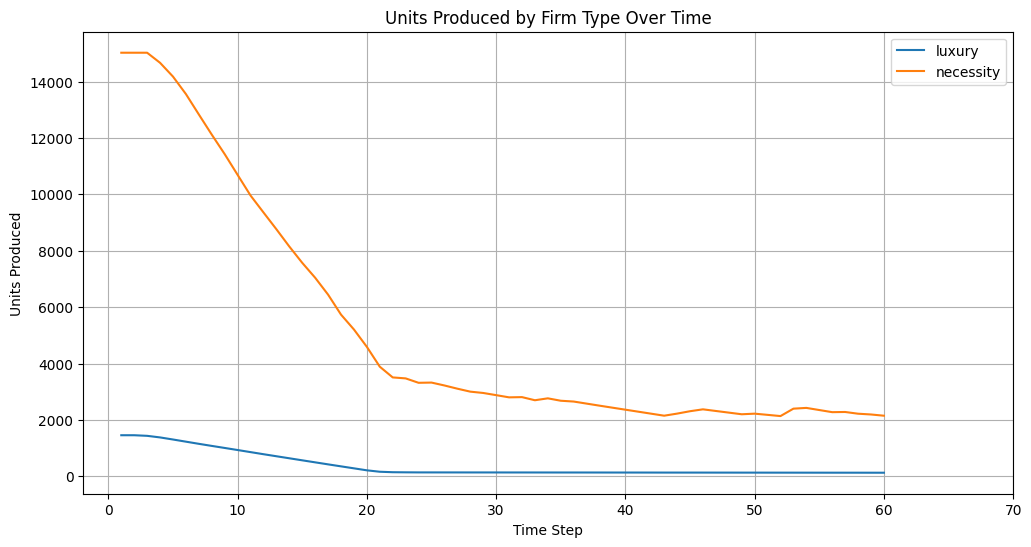 Units Produced by Firm Type Over Time
luxury
necessity
Units Produced
14000
12000
10000
8000
6000
4000
2000
0
0 10 20 30 40 50 60 70
Time Step